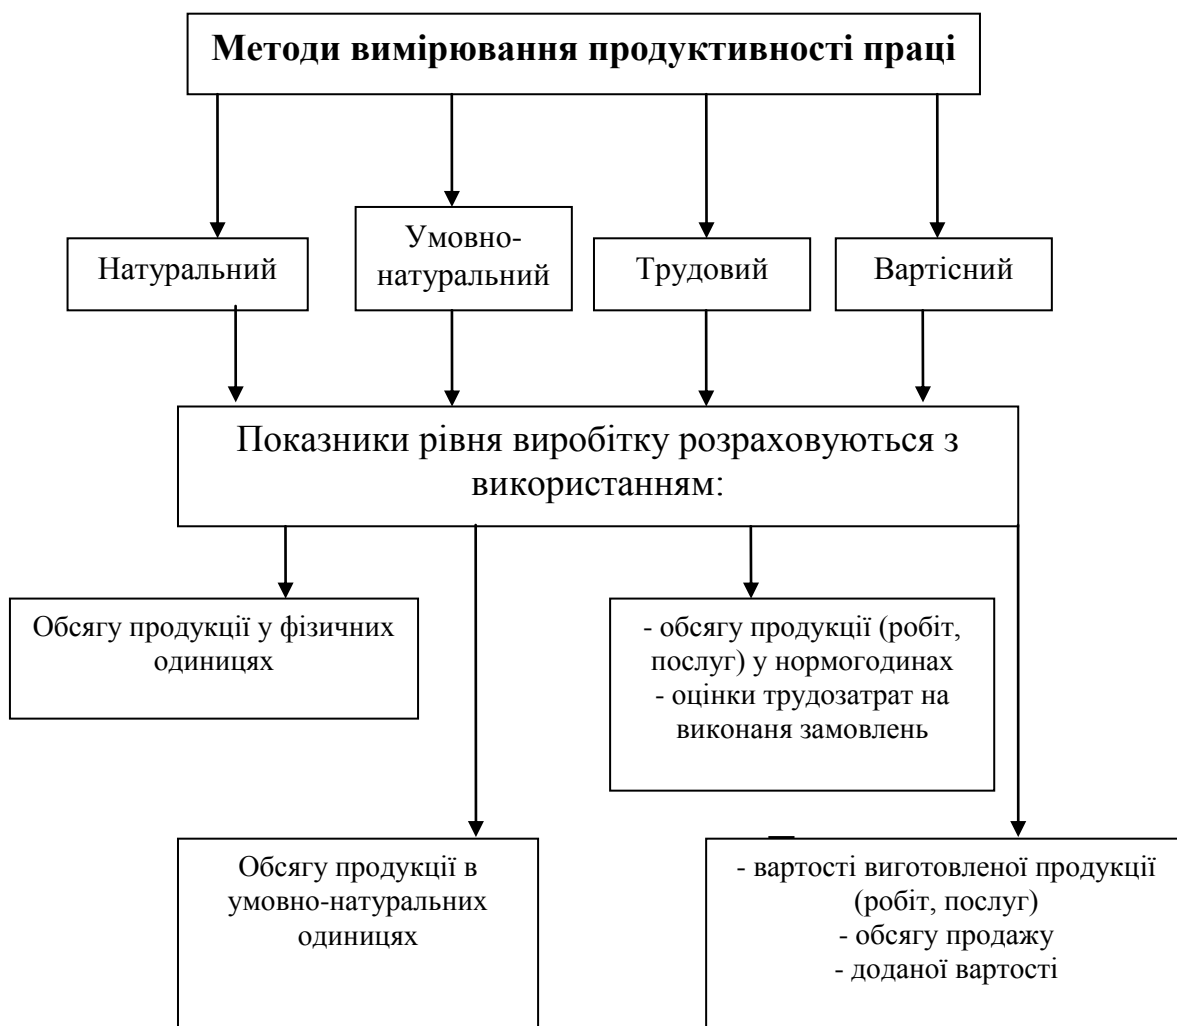 Методи вимірювання продуктивності праці
Натуральний
Умовно-
натуральний
Трудовий
Вартісний
Показники рівня виробітку розраховуються з
використанням:
Обсягу продукції у фізичних
одиницях
- обсягу продукції (робіт,
послуг) у нормогодинах
- оцінки трудозатрат на
виконаня замовлень
Обсягу продукції в
умовно-натуральних
одиницях
- вартості виготовленої продукції
(робіт, послуг)
- обсягу продажу
- доданої вартості